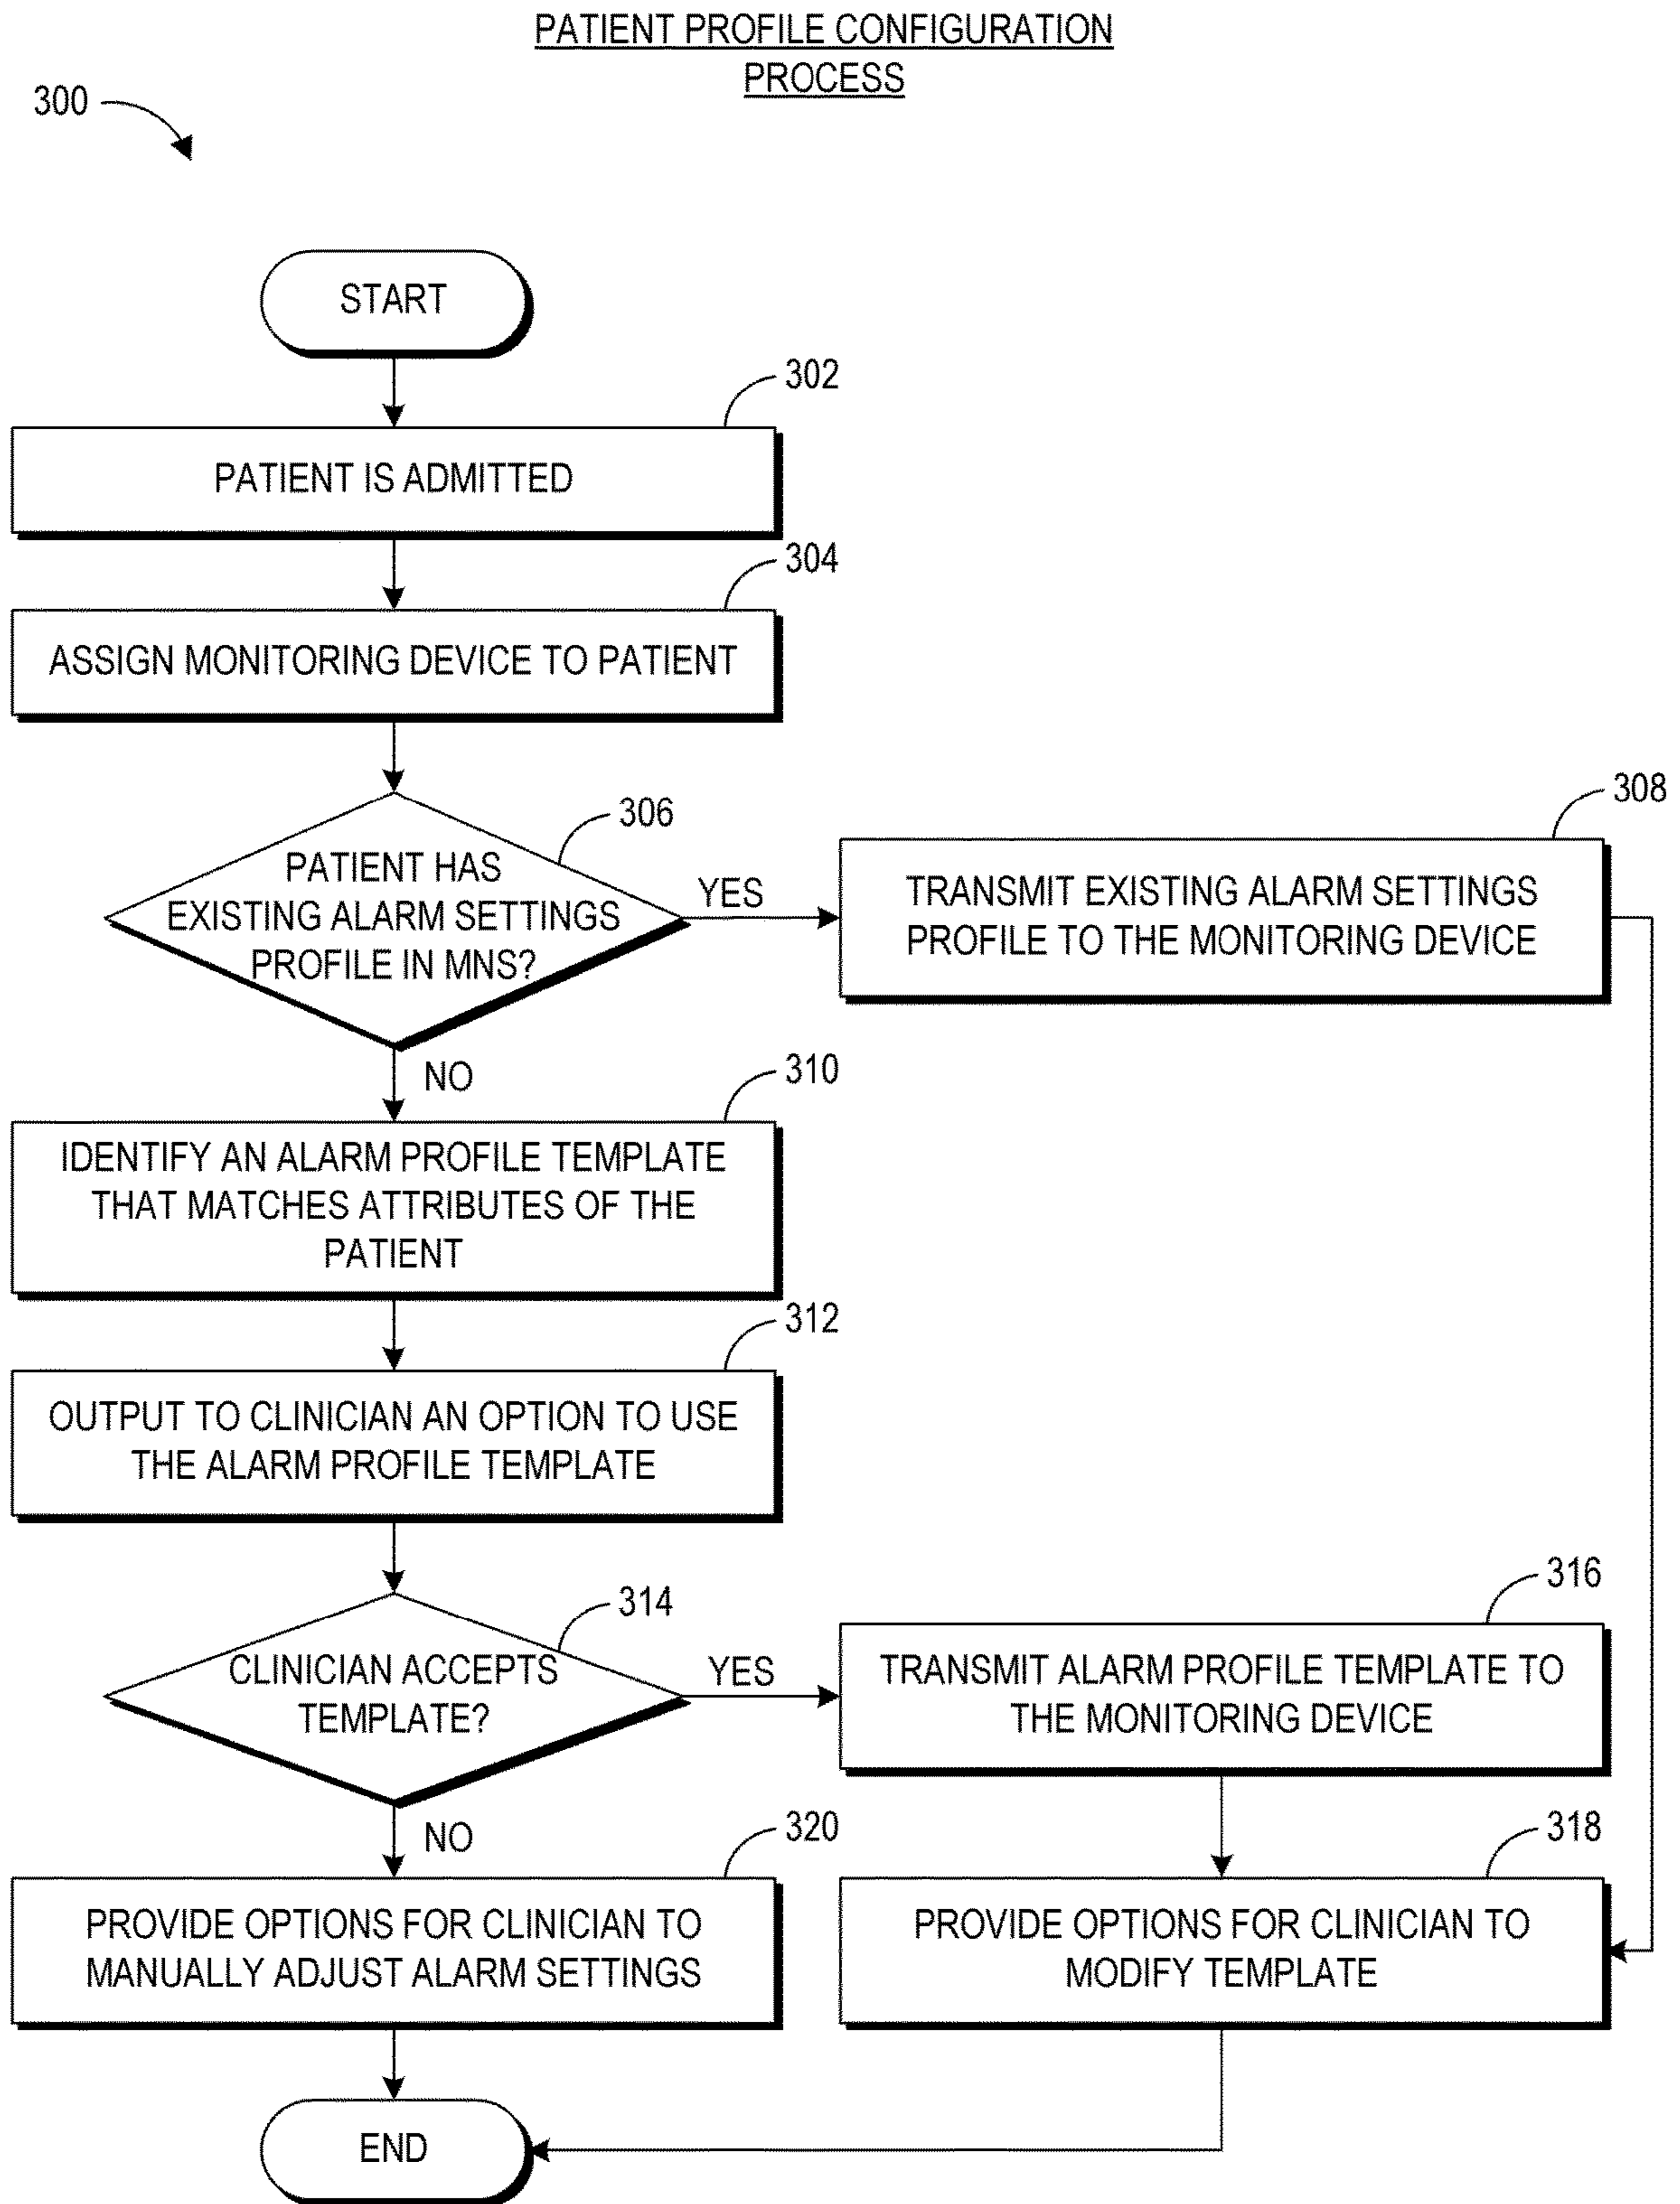 PATIENT PROFILE CONFIGURATION
PROCESS
300
START
302
PATIENT IS ADMITTED
304
ASSIGN MONITORING DEVICE TO PATIENT
306
PATIENT HAS
EXISTING ALARM SETTINGS
PROFILE IN MNS?
YES
308
TRANSMIT EXISTING ALARM SETTINGS
PROFILE TO THE MONITORING DEVICE
NO
310
IDENTIFY AN ALARM PROFILE TEMPLATE
THAT MATCHES ATTRIBUTES OF THE
PATIENT
312
OUTPUT TO CLINICIAN AN OPTION TO USE
THE ALARM PROFILE TEMPLATE
314
CLINICIAN ACCEPTS
TEMPLATE?
YES
316
TRANSMIT ALARM PROFILE TEMPLATE TO
THE MONITORING DEVICE
NO
320
PROVIDE OPTIONS FOR CLINICIAN TO
MANUALLY ADJUST ALARM SETTINGS
318
PROVIDE OPTIONS FOR CLINICIAN TO
MODIFY TEMPLATE
END